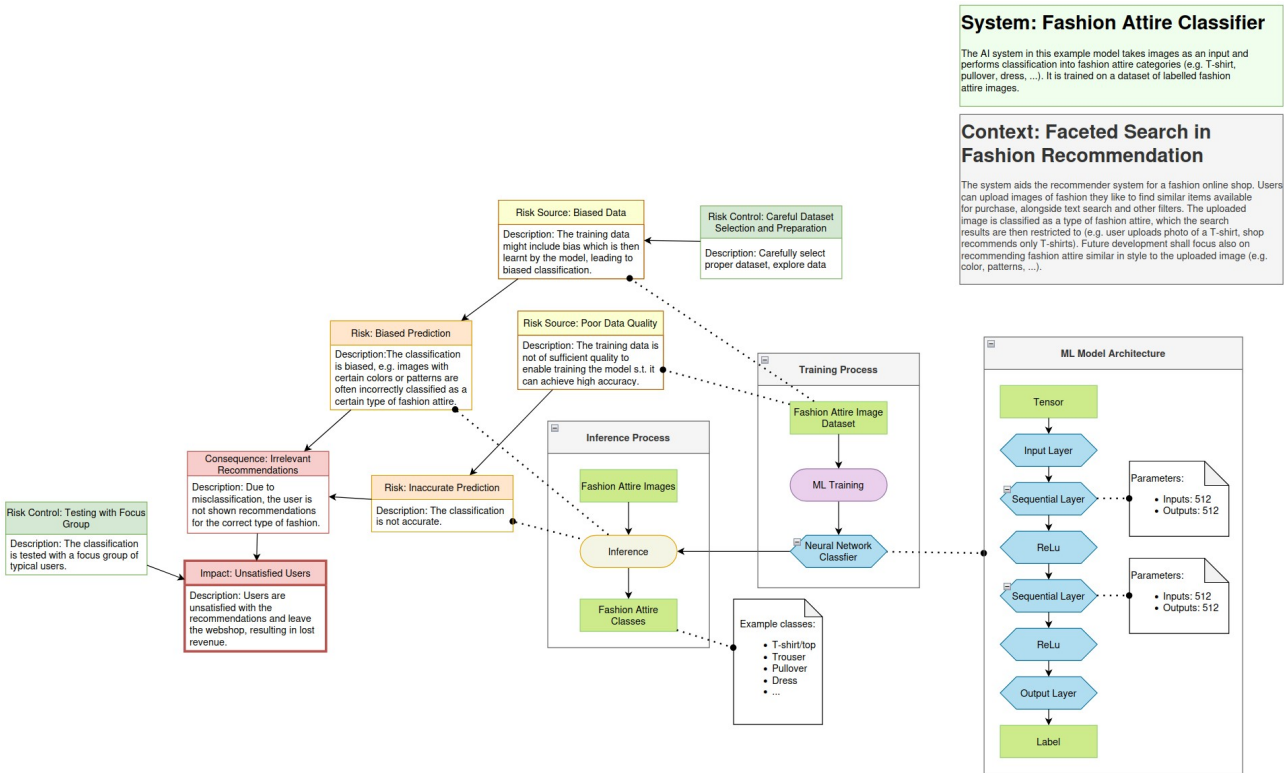 System: Fashion Attire Classifier
The AI system in this example model takes images as an input and
performs classification into fashion attire categories (e.g. T-shirt,
pullover, dress, ...). It is trained on a dataset of labelled fashion
attire images.
Context: Faceted Search in
Fashion Recommendation
The system aids the recommender system for a fashion online shop. Users
can upload images of fashion they like to find similar items available
for purchase, alongside text search and other filters. The uploaded
image is classified as a type of fashion attire, which the search
results are then restricted to (e.g. user uploads photo of a T-shirt, shop
recommends only T-shirts). Future development shall focus also on
recommending fashion attire similar in style to the uploaded image (e.g.
color, patterns, ...).
Risk Source: Biased Data
Description: The training data
might include bias which is then
learnt by the model, leading to
biased classification.
Risk Control: Careful Dataset
Selection and Preparation
Description: Carefully select
proper dataset, explore data
Risk: Biased Prediction
Description:The classification
is biased, e.g. images with
certain colors or patterns are
often incorrectly classified as a
certain type of fashion attire.
Risk Source: Poor Data Quality
Description: The training data is
not of sufficient quality to
enable training the model s.t. it
can achieve high accuracy.
Consequence: Irrelevant
Recommendations
Description: Due to
misclassification, the user is
not shown recommendations
for the correct type of fashion.
Risk: Inaccurate Prediction
Description: The classification
is not accurate.
Risk Control: Testing with Focus
Group
Description: The classification
is tested with a focus group of
typical users.
Impact: Unsatisfied Users
Description: Users are
unsatisfied with the
recommendations and leave
the webshop, resulting in lost
revenue.
Inference Process
Fashion Attire Images
Inference
Fashion Attire
Classes
Training Process
Fashion Attire Image
Dataset
ML Training
Neural Network
Classfier
Example classes:
• T-shirt/top
• Trouser
• Pullover
• Dress
• ...
ML Model Architecture
Tensor
Input Layer
Sequential Layer
ReLu
Sequential Layer
ReLu
Output Layer
Label
Parameters:
• Inputs: 512
• Outputs: 512
Parameters:
• Inputs: 512
• Outputs: 512